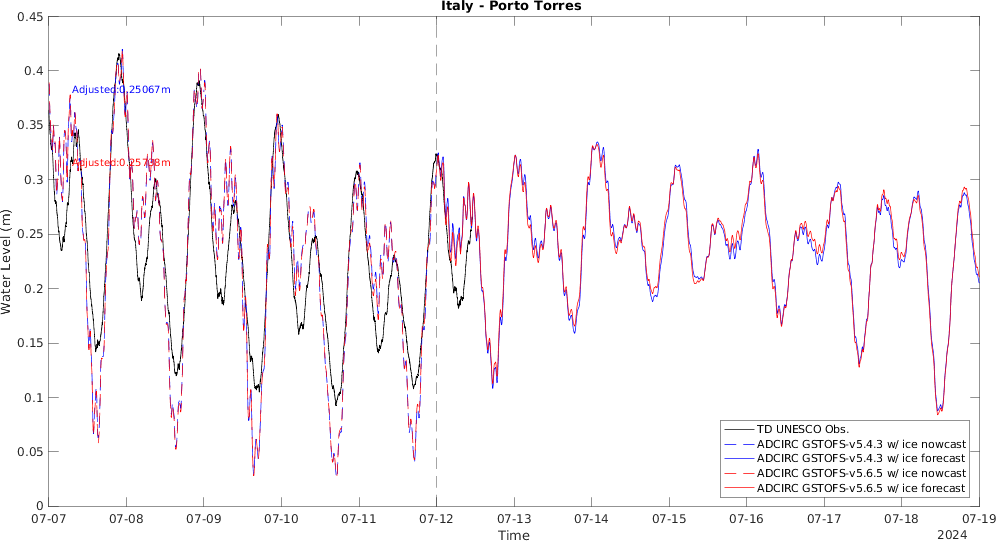 Italy - Porto Torres
Water Level (m)
0.45
0.4
0.35
0.3
0.25
0.2
0.15
0.1
0.05
0
Adjusted:0.25067m
Adjusted:0.25738m
TD UNESCO Obs.
ADCIRC GSTOFS-v5.4.3 w/ ice nowcast
ADCIRC GSTOFS-v5.4.3 w/ ice forecast
ADCIRC GSTOFS-v5.6.5 w/ ice nowcast
ADCIRC GSTOFS-v5.6.5 w/ ice forecast
07-07 07-08 07-09 07-10 07-11 07-12 07-13 07-14 07-15 07-16 07-17 07-18 07-19
Time
2024